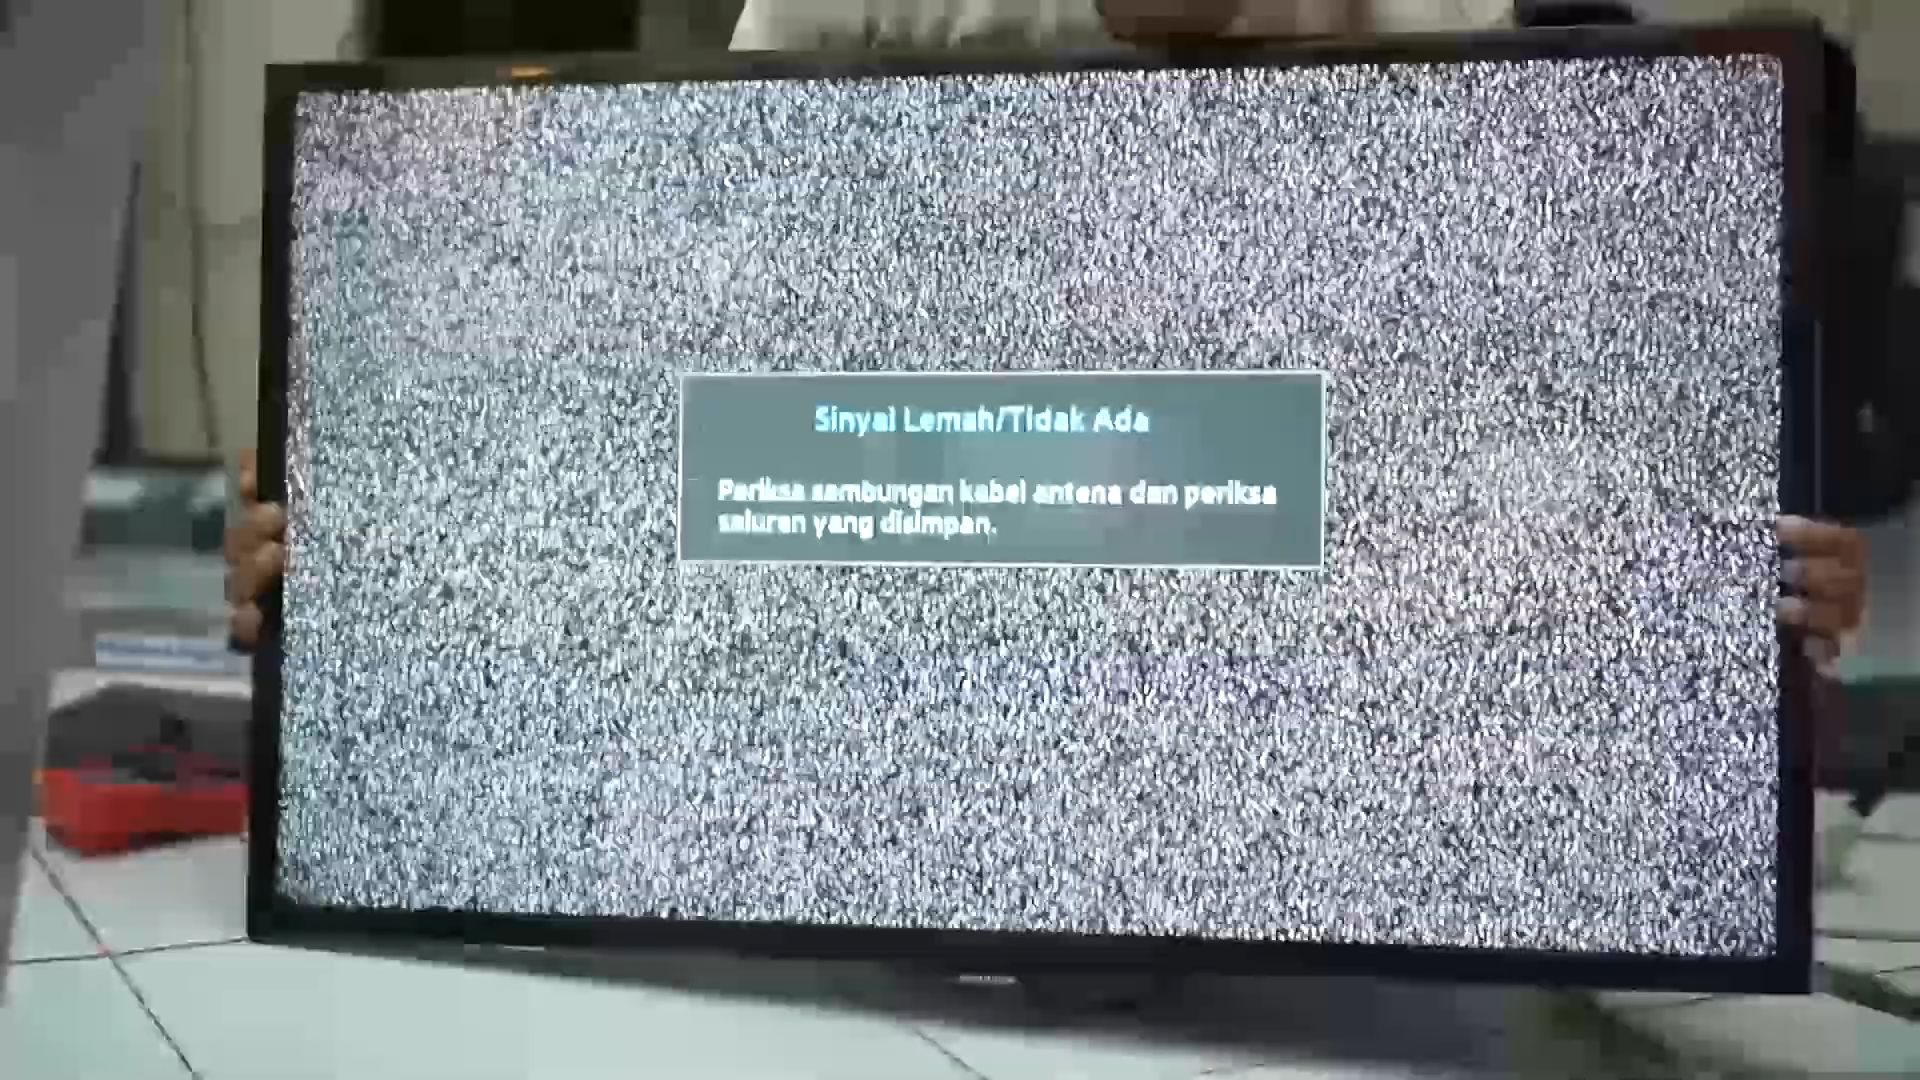 Sinyal Lemah/Tidak Ada
Periksa sambungan kabel antena dan periksa
saluran yang disimpan.